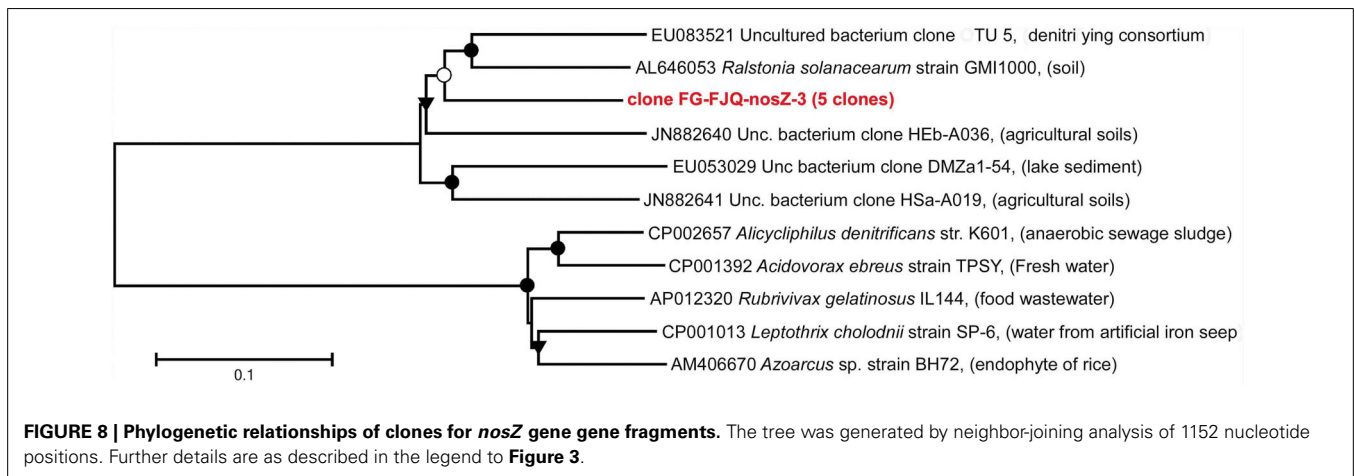 EU083521 Uncultured bacterium clone OTU 5, (denitri ying consortium)
AL646053 Ralstonia solanacearum strain GMI1000, (soil)
clone FG-FJQ-nosZ-3 (5 clones)
JN882640 Unc. bacterium clone HEb-A036, (agricultural soils)
EU053029 Unc bacterium clone DMZa1-54, (lake sediment)
JN882641 Unc. bacterium clone HSa-A019, (agricultural soils)
CP002657 Alicycliphilus denitrificans str. K601, (anaerobic sewage sludge)
CP001392 Acidovorax ebreus strain TPSY, (Fresh water)
AP012320 Rubrivivax gelatinosus IL144, (food wastewater)
CP001013 Leptothrix cholodnii strain SP-6, (water from artificial iron seep
AM406670 Azoarcus sp. strain BH72, (endophyte of rice)
0.1
FIGURE 8 | Phylogenetic relationships of clones for nosZ gene gene fragments. The tree was generated by neighbor-joining analysis of 1152 nucleotide
positions. Further details are as described in the legend to Figure 3.